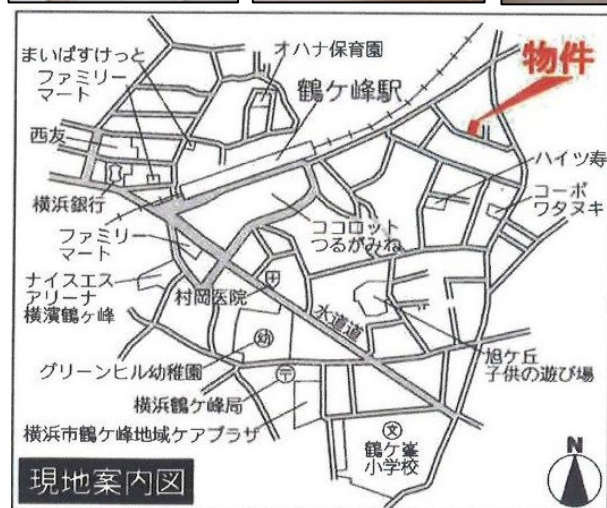 まいばすけっと
オハナ保育園
ファミリー
マート
鶴ケ峰駅
物件
西友
ハイツ寿
コーポ
ワタヌキ
横浜銀行
ココロット
つるがみね
ファミリー
マート
ナイスエス
アリーナ
横濱鶴ヶ峰
村岡医院
水道道
旭ケ丘
子供の遊び場
幼
グリーンヒル幼稚園
〒
横浜鶴ケ峰局
横浜市鶴ケ峰地域ケアプラザ
文
鶴ケ峯
小学校
N
現地案内図